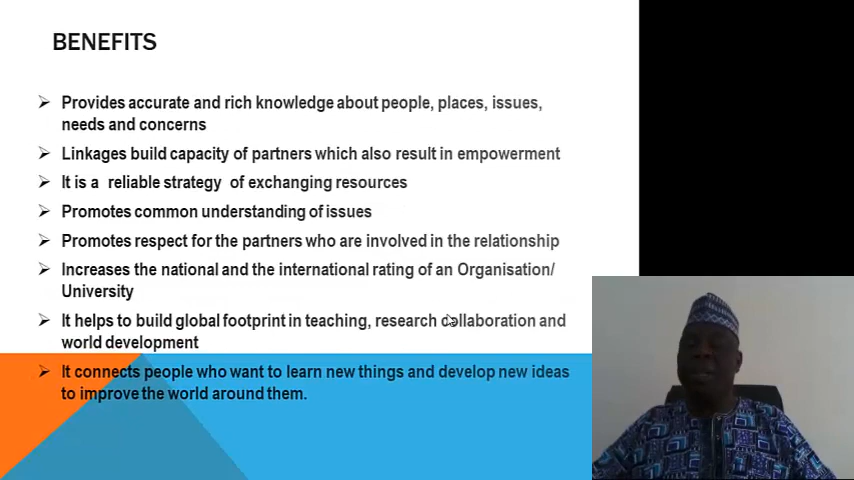 BENEFITS
Provides accurate and rich knowledge about people, places, issues,
needs and concerns
Linkages build capacity of partners which also result in empowerment
It is a reliable strategy of exchanging resources
Promotes common understanding of issues
Promotes respect for the partners who are involved in the relationship
Increases the national and the international rating of an Organisation/
University
It helps to build global footprint in teaching, research collaboration and
world development
It connects people who want to learn new things and develop new ideas
to improve the world around them.